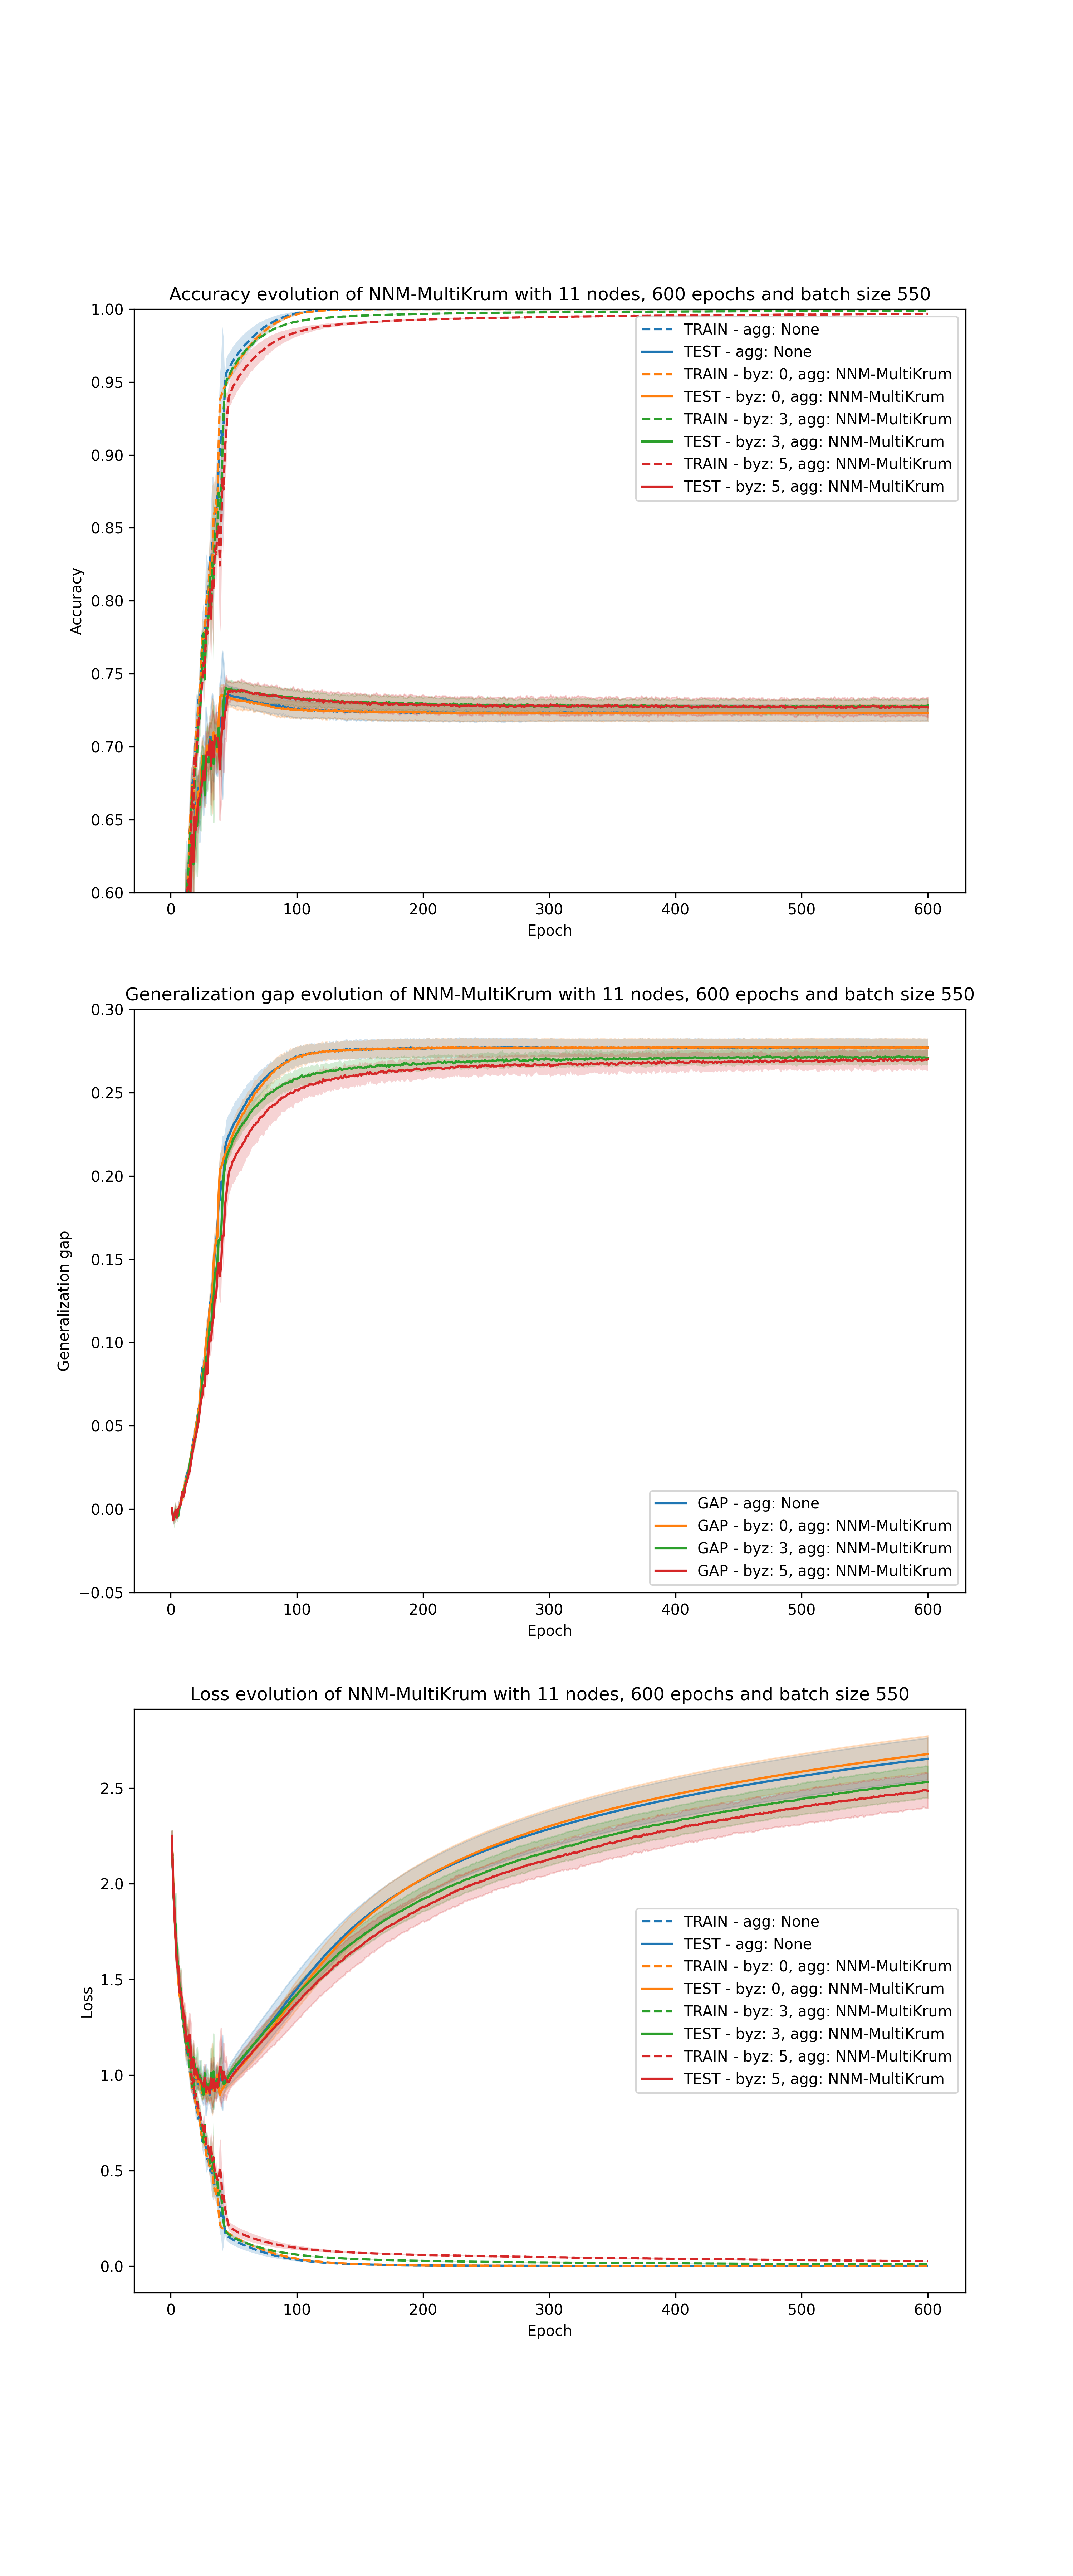 Accuracy evolution of NNM-MultiKrum with 11 nodes, 600 epochs and batch size 550
1.00
0.95
0.90
0.85
0.80
0.75
0.70
0.65
0.60
Accuracy
TRAIN - agg: None
TEST - agg: None
TRAIN - byz: 0, agg: NNM-MultiKrum
TEST - byz: 0, agg: NNM-MultiKrum
TRAIN - byz: 3, agg: NNM-MultiKrum
TEST - byz: 3, agg: NNM-MultiKrum
TRAIN - byz: 5, agg: NNM-MultiKrum
TEST - byz: 5, agg: NNM-MultiKrum
0 100 200 300 400 500 600
Epoch
Generalization gap evolution of NNM-MultiKrum with 11 nodes, 600 epochs and batch size 550
0.30
0.25
0.20
0.15
0.10
0.05
0.00
−0.05
Generalization gap
GAP - agg: None
GAP - byz: 0, agg: NNM-MultiKrum
GAP - byz: 3, agg: NNM-MultiKrum
GAP - byz: 5, agg: NNM-MultiKrum
0 100 200 300 400 500 600
Epoch
Loss evolution of NNM-MultiKrum with 11 nodes, 600 epochs and batch size 550
2.5
2.0
1.5
1.0
0.5
0.0
Loss
TRAIN - agg: None
TEST - agg: None
TRAIN - byz: 0, agg: NNM-MultiKrum
TEST - byz: 0, agg: NNM-MultiKrum
TRAIN - byz: 3, agg: NNM-MultiKrum
TEST - byz: 3, agg: NNM-MultiKrum
TRAIN - byz: 5, agg: NNM-MultiKrum
TEST - byz: 5, agg: NNM-MultiKrum
0 100 200 300 400 500 600
Epoch